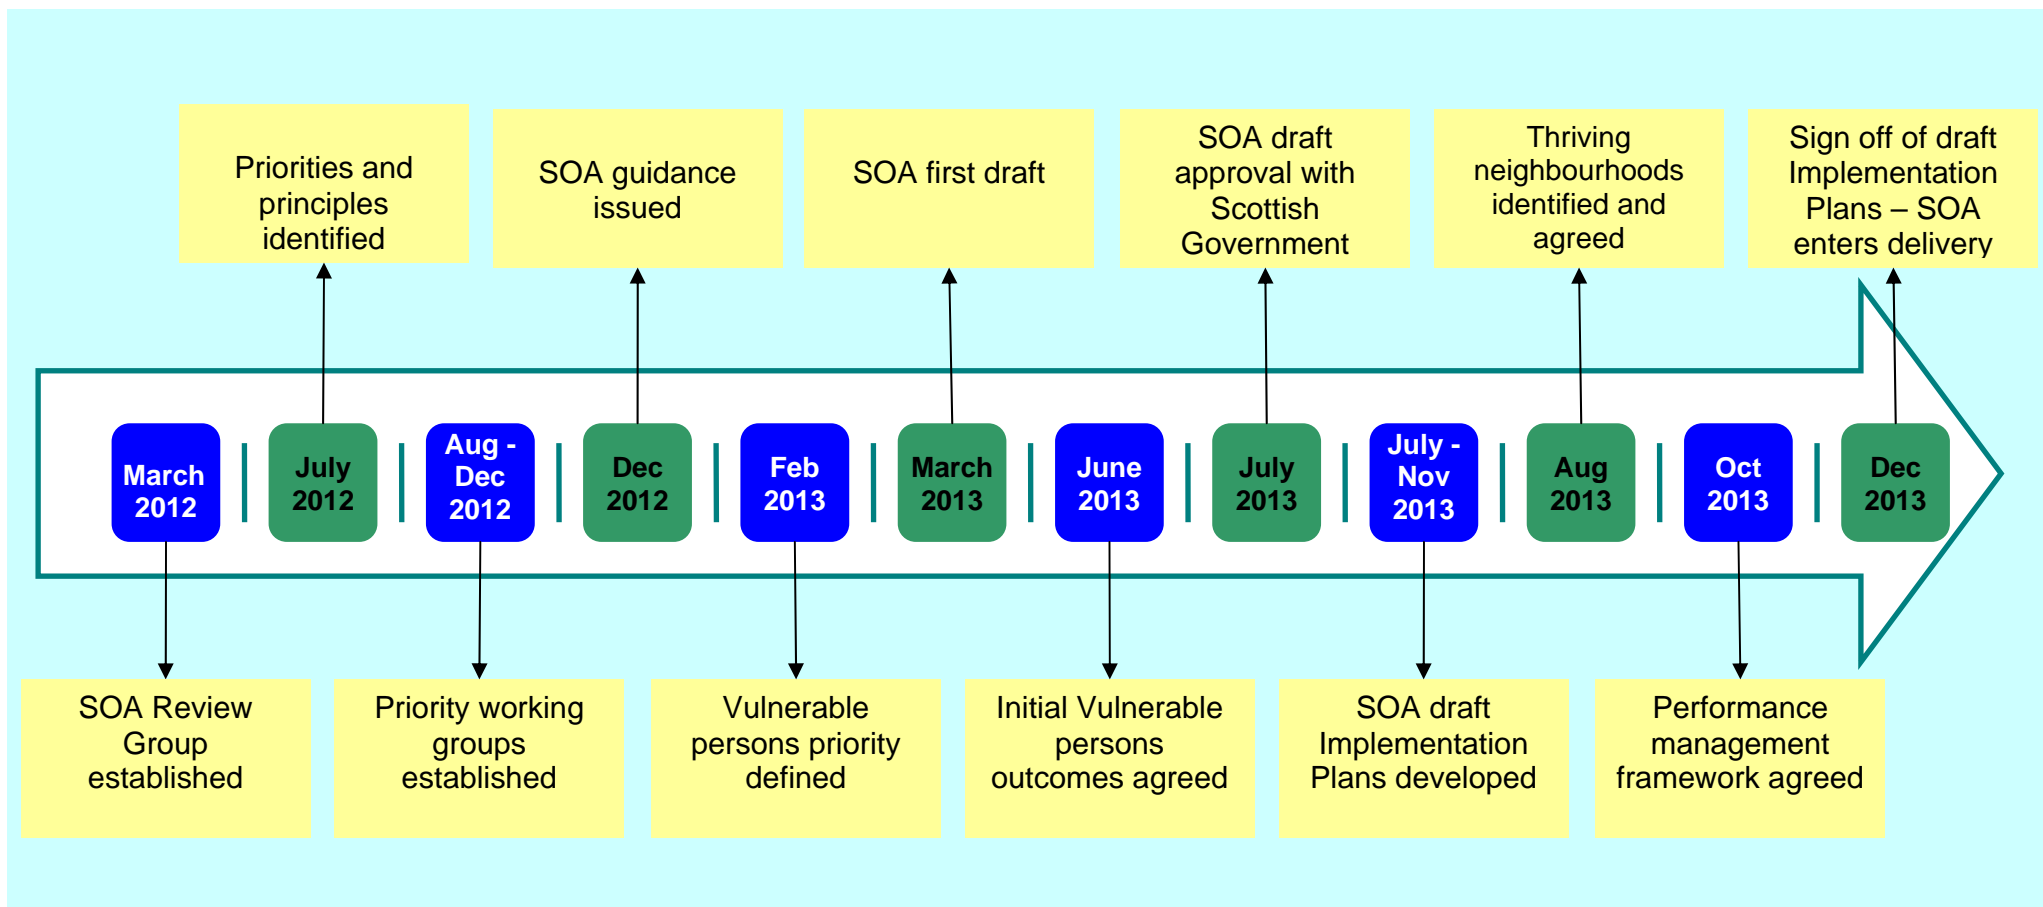 Priorities and
principles
identified
SOA guidance
issued
SOA first draft
SOA draft
approval with
Scottish
Government
Thriving
neighbourhoods
identified and
agreed
Sign off of draft
Implementation
Plans – SOA
enters delivery
March
2012
July
2012
Aug -
Dec
2012
Dec
2012
Feb
2013
March
2013
June
2013
July
2013
July -
Nov
2013
Aug
2013
Oct
2013
Dec
2013
SOA Review
Group
established
Priority working
groups
established
Vulnerable
persons priority
defined
Initial Vulnerable
persons
outcomes agreed
SOA draft
Implementation
Plans developed
Performance
management
framework agreed